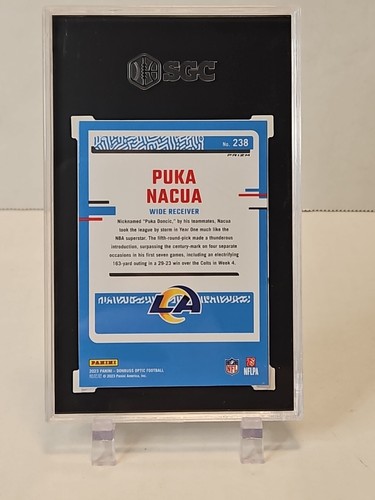 SGC
No. 238
PRIZM
PUKA
NACUA
WIDE RECEIVER
Nicknamed "Puka Doncic," by his teammates, Nacua
took the league by storm in Year One much like the
NBA superstar. The fifth-round-pick made a thunderous
introduction, surpassing the century-mark on four separate
occasions in his first seven games, including an electrifying
163-yard outing in a 29-23 win over the Colts in Week 4.
LA
PANINI
2023 PANINI - DONRUSS OPTIC FOOTBALL
© 2023 Panini America, Inc.
NFL
NFLPA